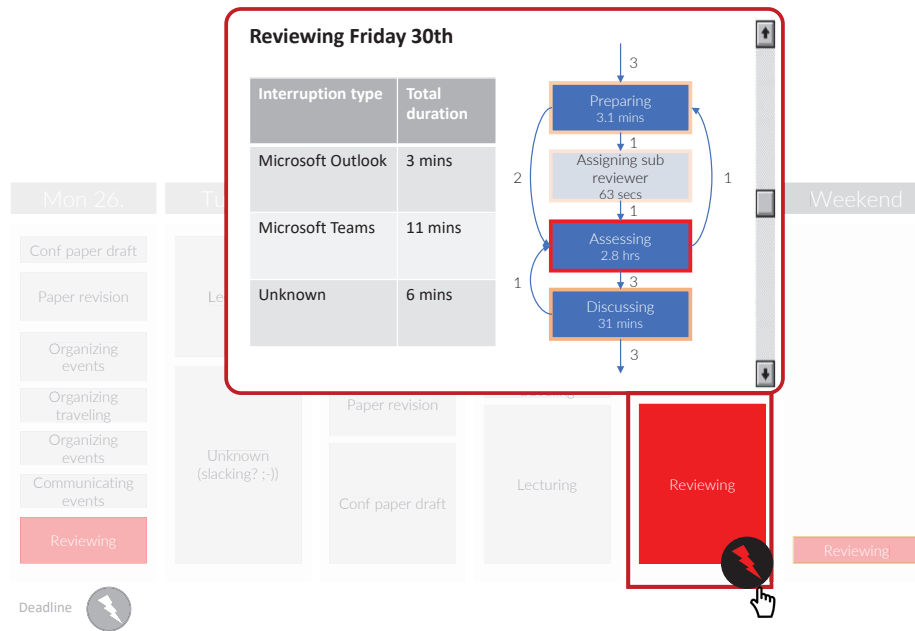 Reviewing Friday 30th
Interruption type
Total
duration
Microsoft Outlook
3 mins
Microsoft Teams
11 mins
Unknown
6 mins
3
Preparing
3.1 mins
1
Assigning sub
reviewer
63 secs
2
1
1
Assessing
2.8 hrs
1
3
Discussing
31 mins
3
Mon 26.
Conf paper draft
Paper revision
Organizing
events
Organizing
traveling
Organizing
events
Communicating
events
Reviewing
Tu
Le
Unknown
(slacking? ;-))
Paper revision
Conf paper draft
Lecturing
Reviewing
Weekend
Reviewing
Deadline